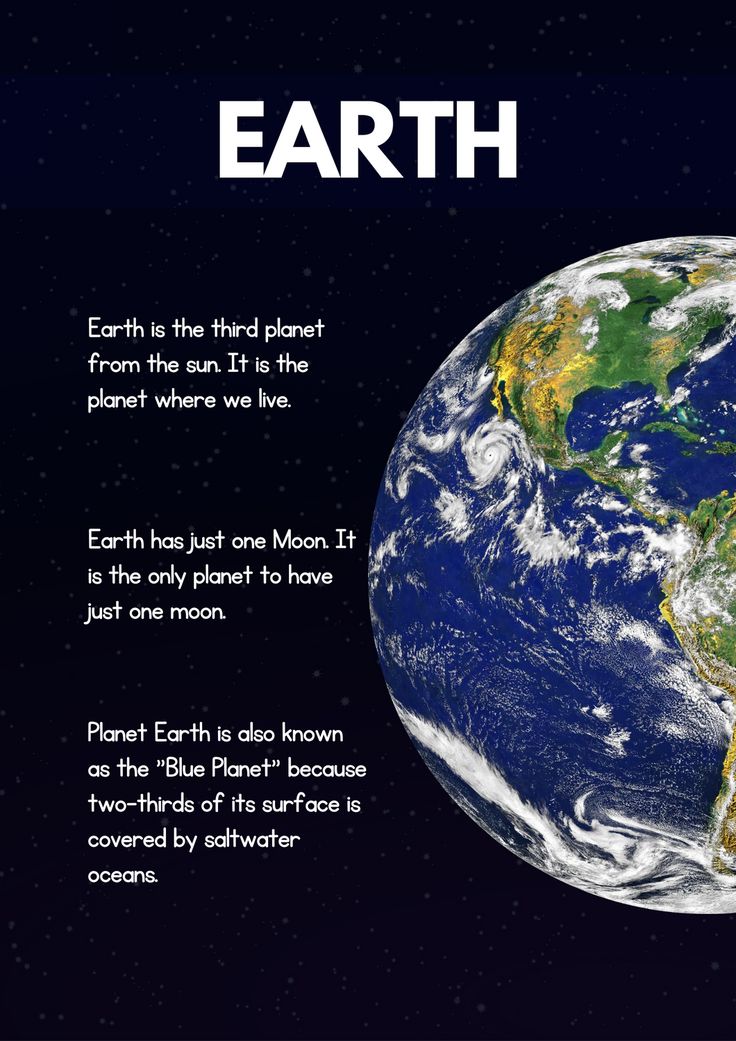 EARTH
Earth is the third planet
from the sun. It is the
planet where we live.
Earth has just one Moon. It
is the only planet to have
just one moon.
Planet Earth is also known
as the "Blue Planet" because
two-thirds of its surface is
covered by saltwater
oceans.